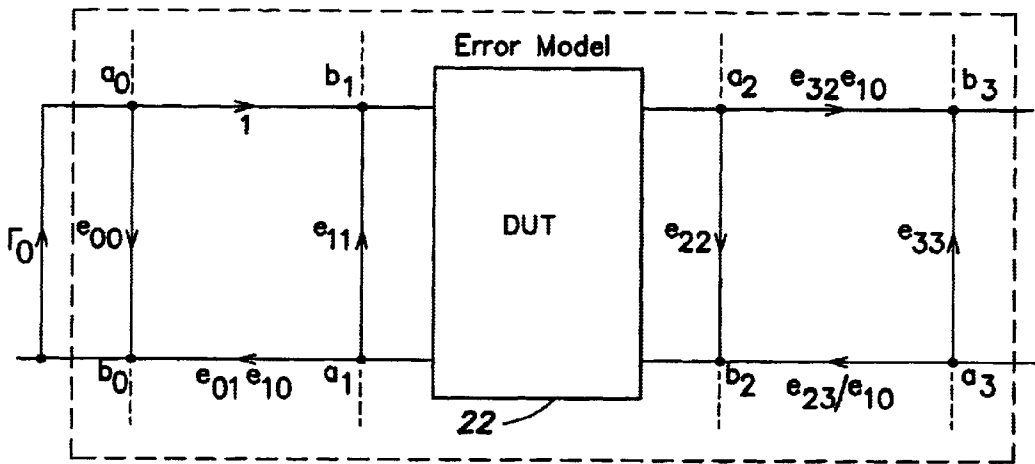 Error Model
a0 b1 a2 e32e10 b3
1
Γ0 e00 e11 DUT e22 e33
b0 e01e10 a1 b2 e23/e10 a3
22